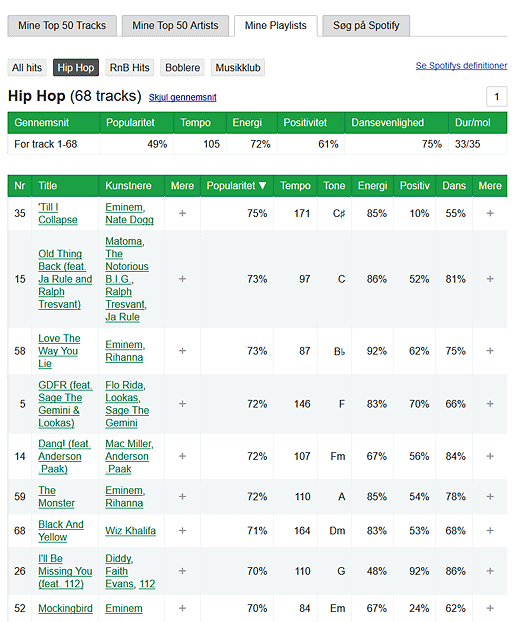 Mine Top 50 Tracks Mine Top 50 Artists Mine Playlists Søg på Spotify
All hits Hip Hop RnB Hits Boblere Musikklub Se Spotifys definitioner
Hip Hop (68 tracks) Skjul gennemsnit 1
Gennemsnit Popularitet Tempo Energi Positivitet Dansevenlighed Dur/mol
For track 1-68 49% 105 72% 61% 75% 33/35
Nr Title Kunstnere Mere Popularitet ▼ Tempo Tone Energi Positiv Dans Mere
35 'Till I Collapse Eminem, Nate Dogg + 75% 171 C♯ 85% 10% 55% +
15 Old Thing Back (feat. Ja Rule and Ralph Tresvant) Matoma, The Notorious B.I.G., Ralph Tresvant, Ja Rule + 73% 97 C 86% 52% 81% +
58 Love The Way You Lie Eminem, Rihanna + 73% 87 B♭ 92% 62% 75% +
5 GDFR (feat. Sage The Gemini & Lookas) Flo Rida, Lookas, Sage The Gemini + 72% 146 F 83% 70% 66% +
14 Dang! (feat. Anderson .Paak) Mac Miller, Anderson .Paak + 72% 107 Fm 67% 56% 84% +
59 The Monster Eminem, Rihanna + 72% 110 A 85% 54% 78% +
68 Black And Yellow Wiz Khalifa + 71% 164 Dm 83% 53% 68% +
26 I'll Be Missing You (feat. 112) Diddy, Faith Evans, 112 + 70% 110 G 48% 92% 86% +
52 Mockingbird Eminem + 70% 84 Em 67% 24% 62% +